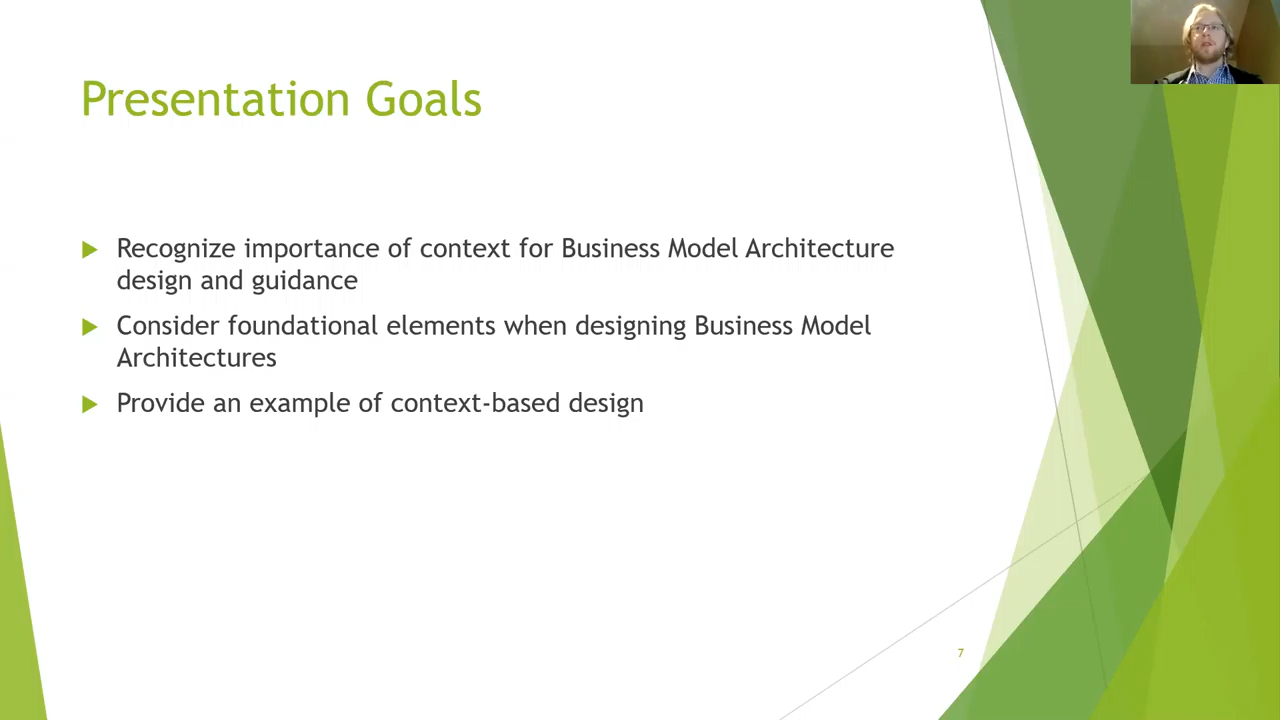 Presentation Goals
Recognize importance of context for Business Model Architecture
design and guidance
Consider foundational elements when designing Business Model
Architectures
Provide an example of context-based design
7